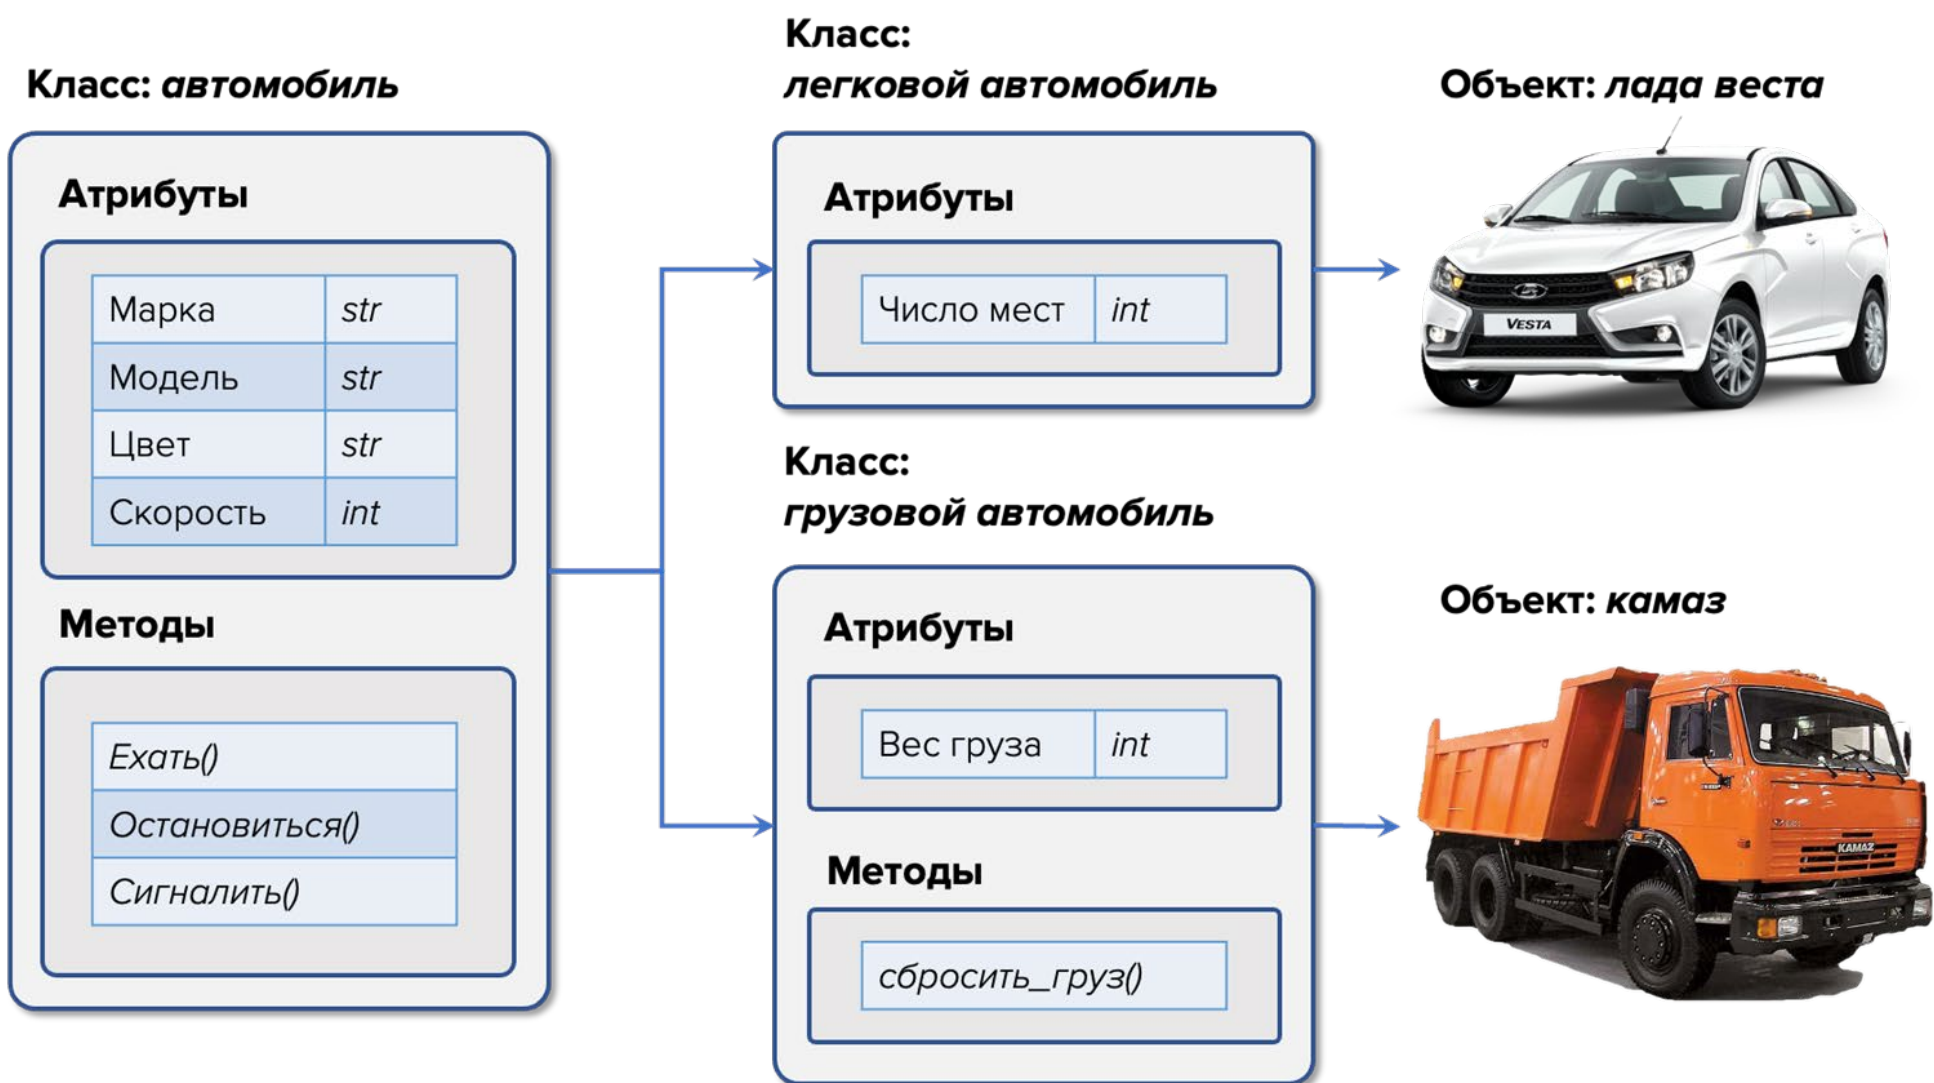 Класс: автомобиль
Атрибуты
Марка str
Модель str
Цвет str
Скорость int
Методы
Ехать()
Остановиться()
Сигналить()
Класс:
легковой автомобиль
Атрибуты
Число мест int
Класс:
грузовой автомобиль
Атрибуты
Вес груза int
Методы
сбросить_груз()
Объект: лада веста
VESTA
Объект: камаз
KAMAZ